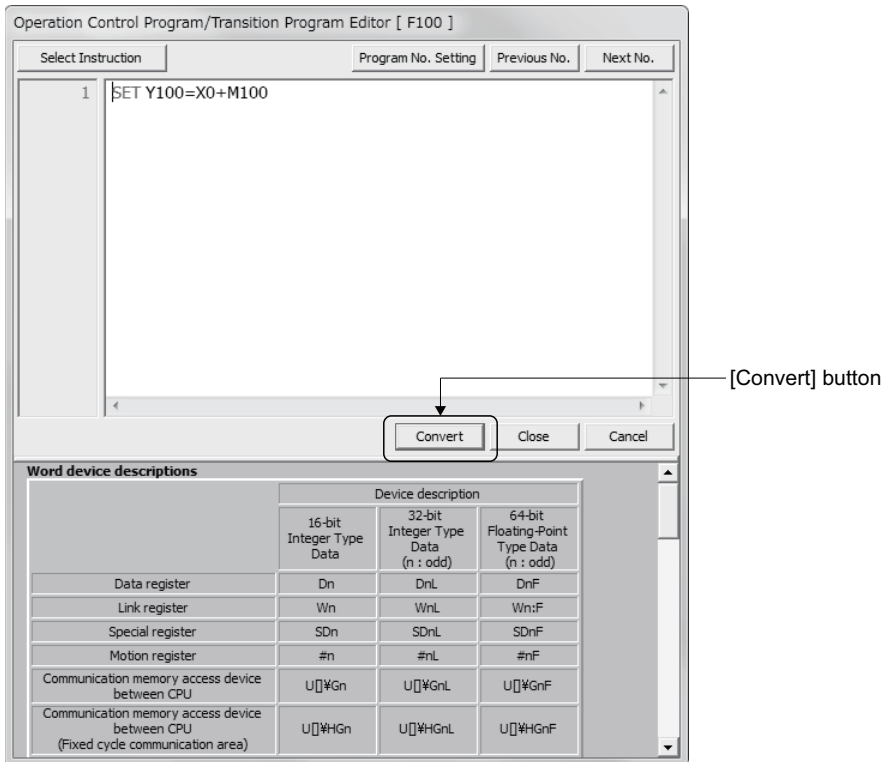 Operation Control Program/Transition Program Editor [ F100 ]
Select Instruction Program No. Setting Previous No. Next No.
1 SET Y100=X0+M100
[Convert] button
Convert Close Cancel
Word device descriptions
Device description
16-bit
Integer Type
Data
32-bit
Integer Type
Data
(n : odd)
64-bit
Floating-Point
Type Data
(n : odd)
Data register Dn DnL DnF
Link register Wn WnL Wn:F
Special register SDn SDnL SDnF
Motion register #n #nL #nF
Communication memory access device
between CPU
U[]¥Gn U[]¥GnL U[]¥GnF
Communication memory access device
between CPU
(Fixed cycle communication area)
U[]¥HGn U[]¥HGnL U[]¥HGnF